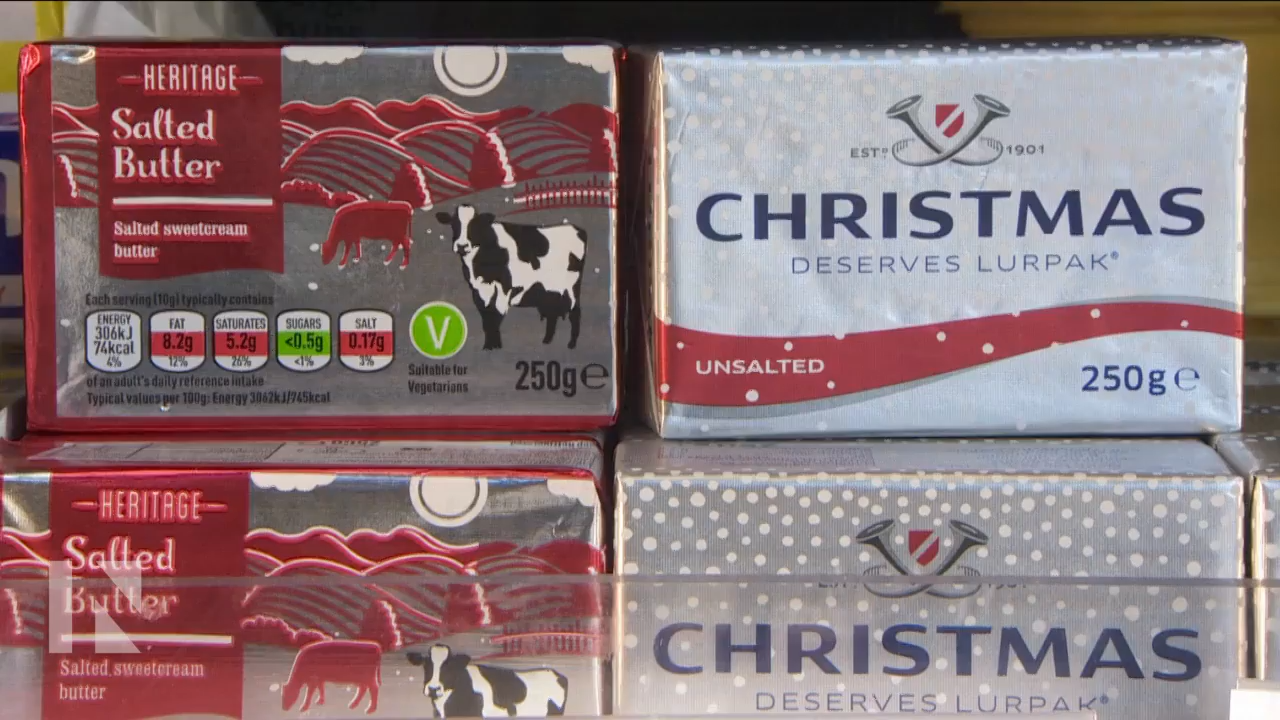 HERITAGE
Salted
Butter
Salted sweetcream
butter
Each serving (10g) typically contains
ENERGY
306kJ
74kcal
4%
FAT
8.2g
12%
SATURATES
5.2g
26%
SUGARS
<0.5g
<1%
SALT
0.17g
3%
of an adult's daily reference intake
Typical values per 100g: Energy 3062kJ/745kcal
V
Suitable for
Vegetarians
250g e
ESTD 1901
CHRISTMAS
DESERVES LURPAK®
UNSALTED
250g e
HERITAGE
Salted
Butter
Salted sweetcream
butter
CHRISTMAS
DESERVES LURPAK®